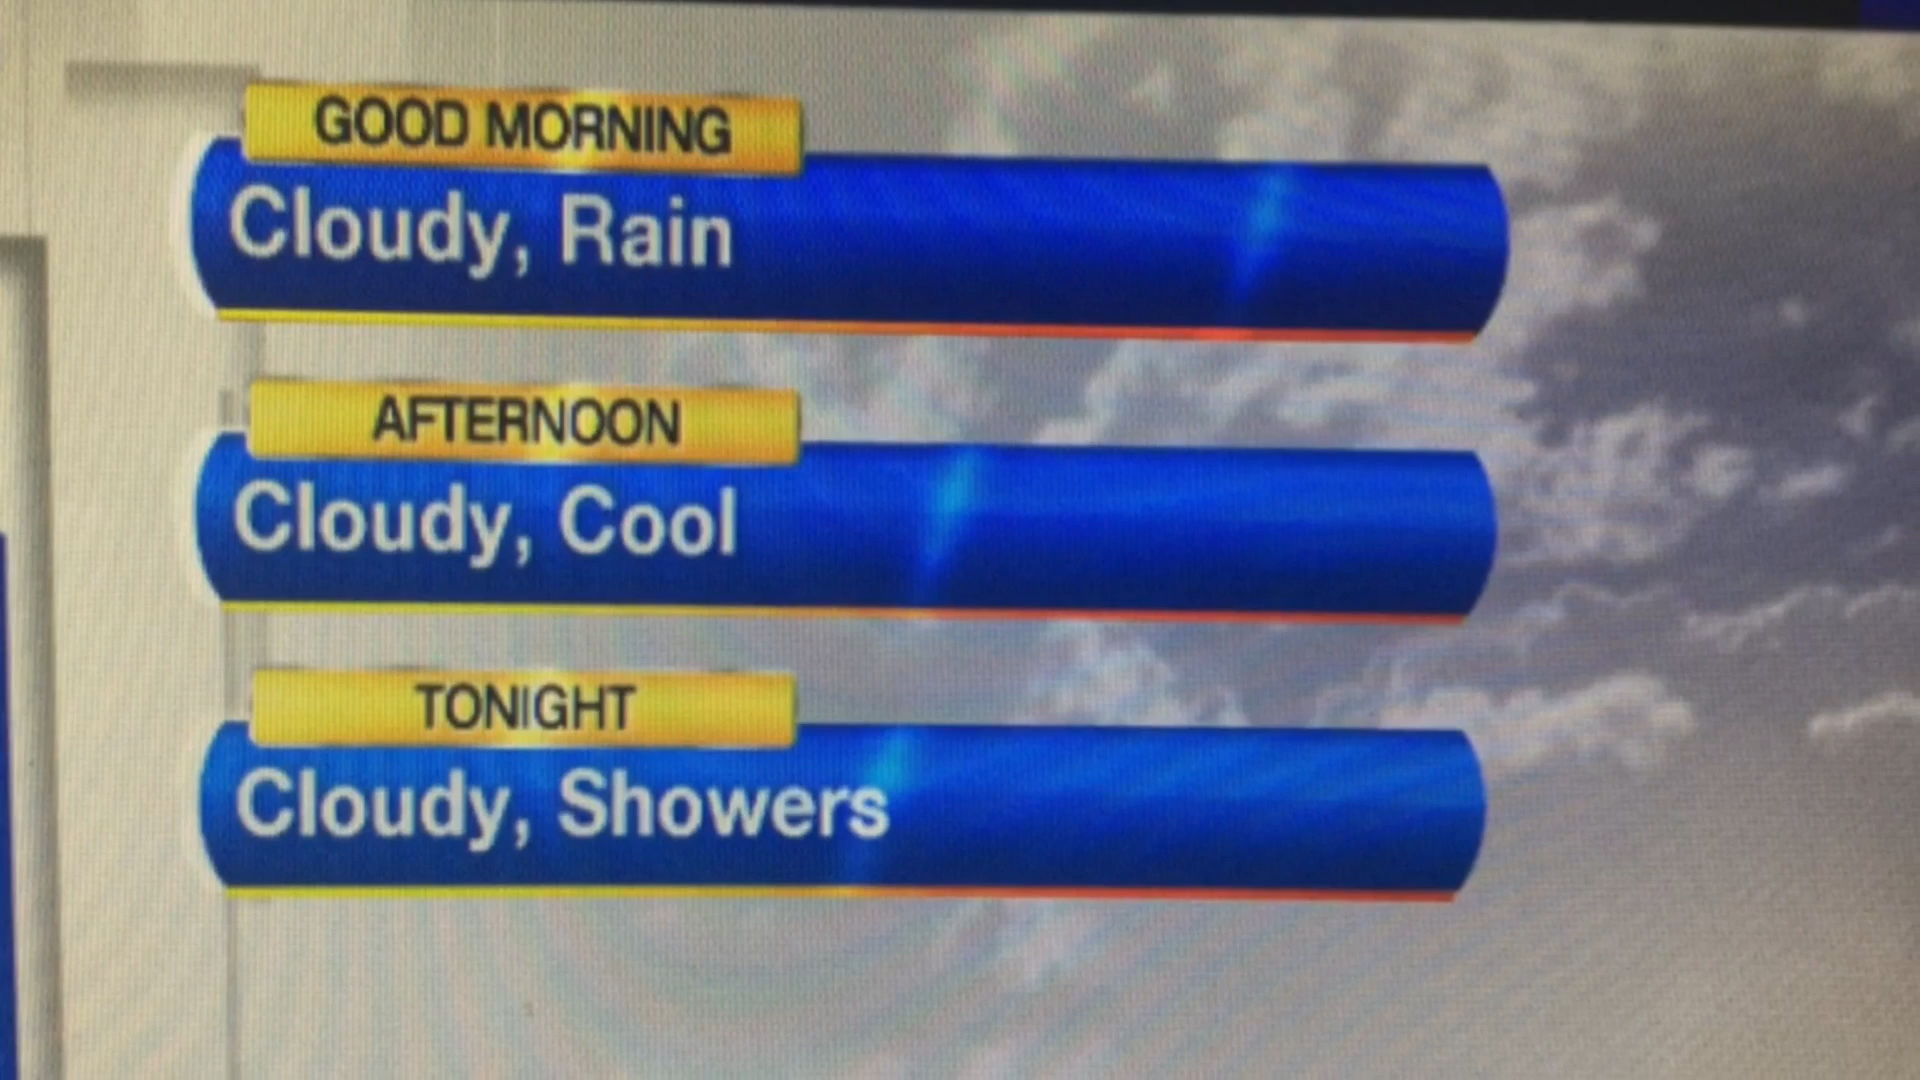 GOOD MORNING
Cloudy, Rain
AFTERNOON
Cloudy, Cool
TONIGHT
Cloudy, Showers